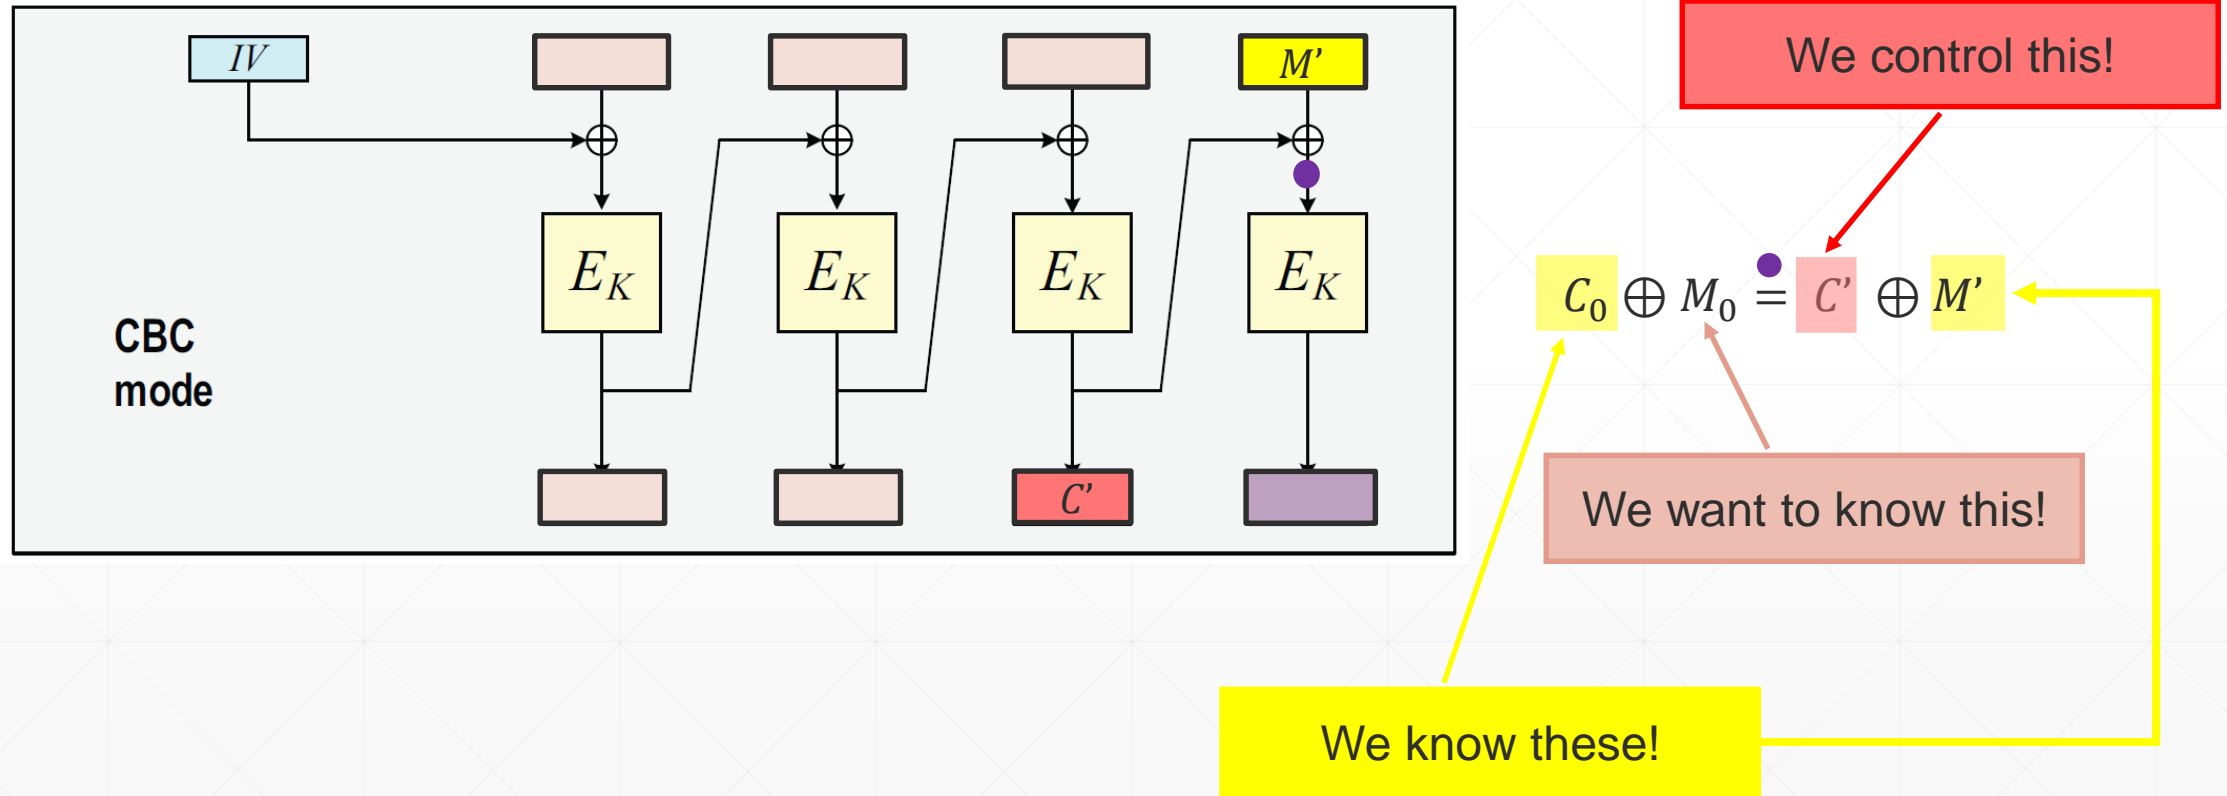 IV
M’
We control this!
E_K
E_K
E_K
E_K
C_0 ⊕ M_0 = C’ ⊕ M’
CBC
mode
C’
We want to know this!
We know these!